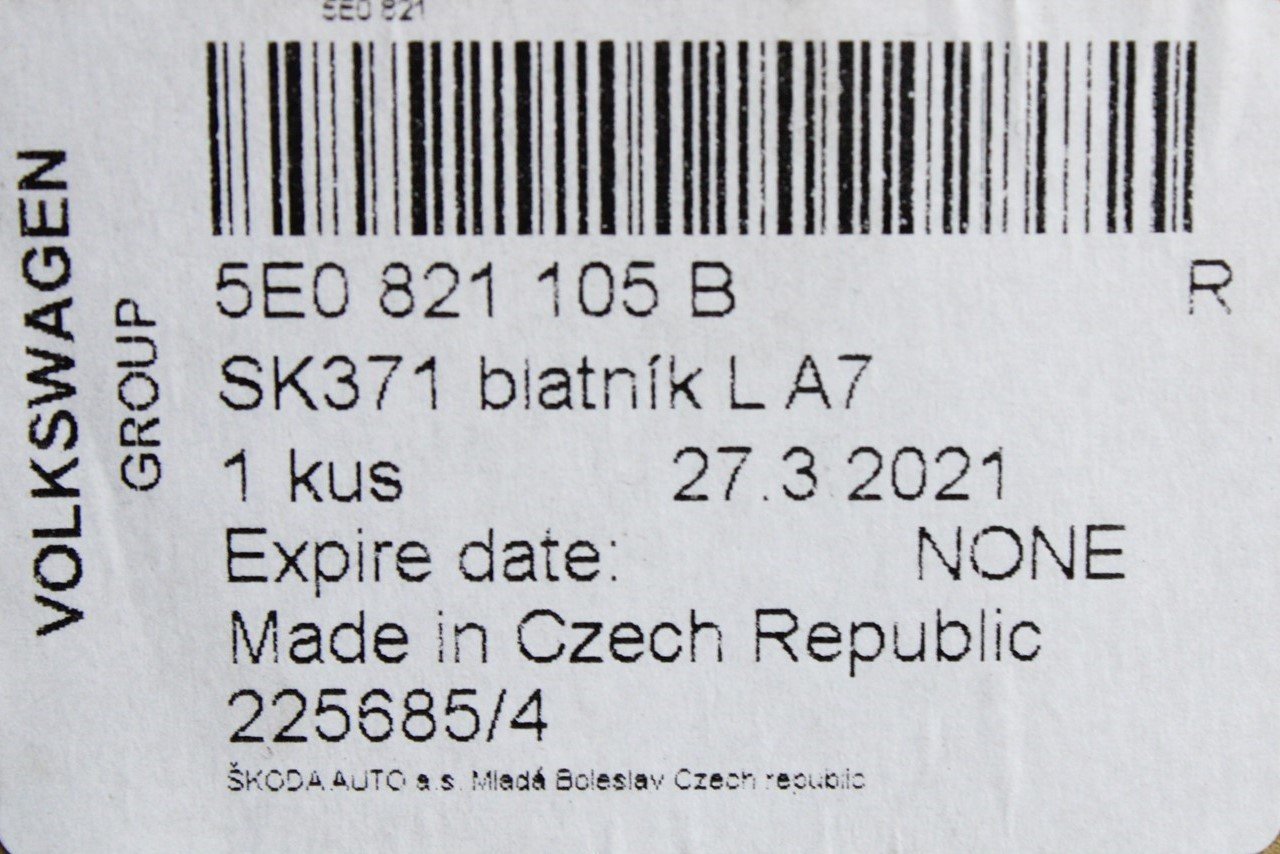 5E0 821
VOLKSWAGEN
GROUP
5E0 821 105 B R
SK371 blatník L A7
1 kus 27.3.2021
Expire date: NONE
Made in Czech Republic
225685/4
ŠKODA AUTO a.s. Mladá Boleslav Czech republic